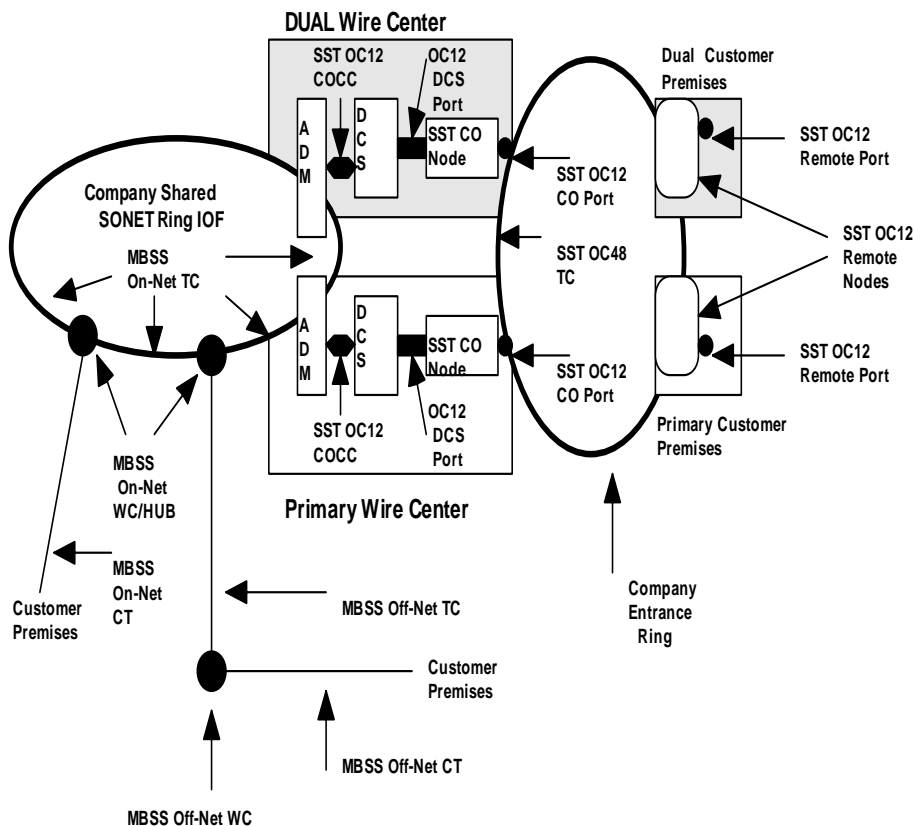 DUAL Wire Center
SST OC12
COCC
OC12
DCS
Port
Dual Customer
Premises
A
D
M
D
C
S
SST CO
Node
SST OC12
CO Port
SST OC12
Remote Port
Company Shared
SONET Ring IOF
MBSS
On-Net TC
SST OC48
TC
SST OC12
Remote
Nodes
A
D
M
D
C
S
SST CO
Node
SST OC12
CO Port
SST OC12
Remote Port
SST OC12
COCC
OC12
DCS
Port
Primary Customer
Premises
MBSS
On-Net
WC/HUB
Primary Wire Center
MBSS
On-Net
CT
Customer
Premises
MBSS Off-Net TC
Company
Entrance
Ring
Customer
Premises
MBSS Off-Net CT
MBSS Off-Net WC